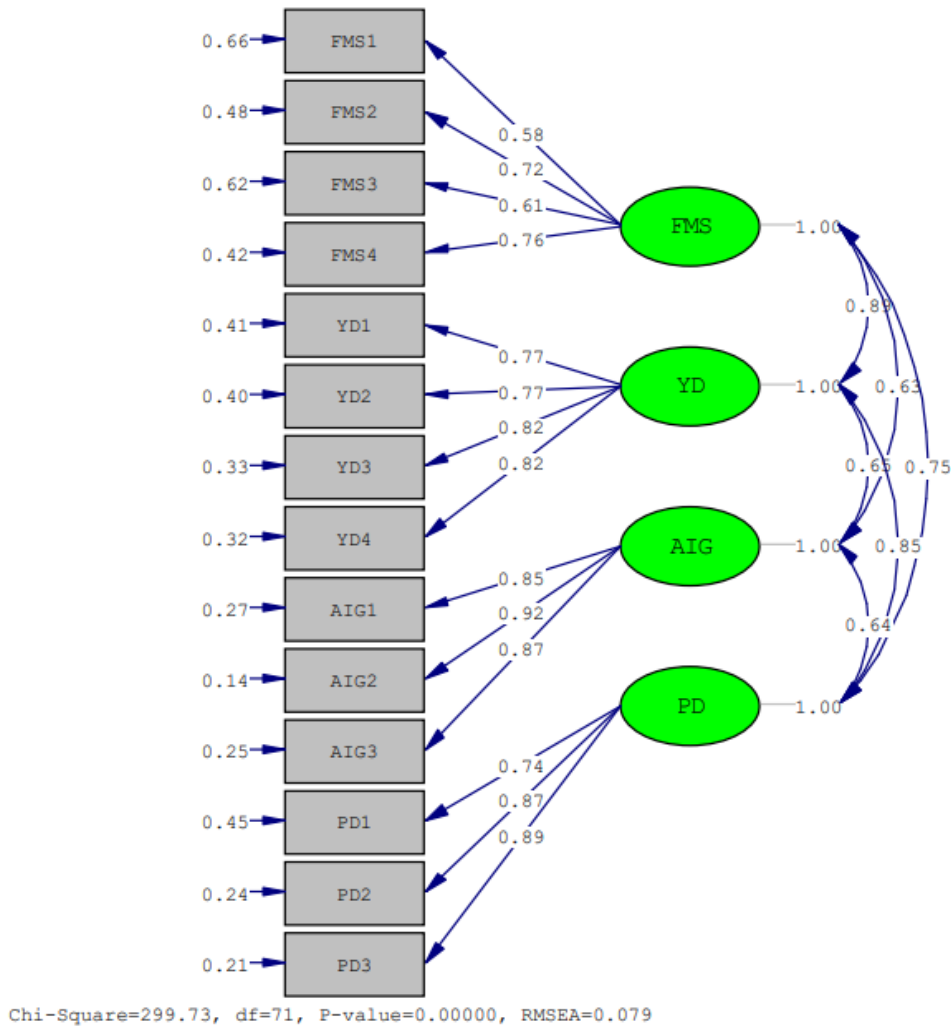 0.66 FMS1
0.48 FMS2
0.58
0.72
0.62 FMS3
0.61
FMS 1.00
0.42 FMS4
0.76
0.89
0.41 YD1
0.77
YD 1.00
0.63
0.40 YD2
0.77
0.82
0.33 YD3
0.82
0.65
0.75
0.32 YD4
AIG 1.00
0.85
0.85
0.27 AIG1
0.92
0.64
0.87
0.14 AIG2
PD 1.00
0.25 AIG3
0.74
0.87
0.45 PD1
0.89
0.24 PD2
0.21 PD3
Chi-Square=299.73, df=71, P-value=0.00000, RMSEA=0.079